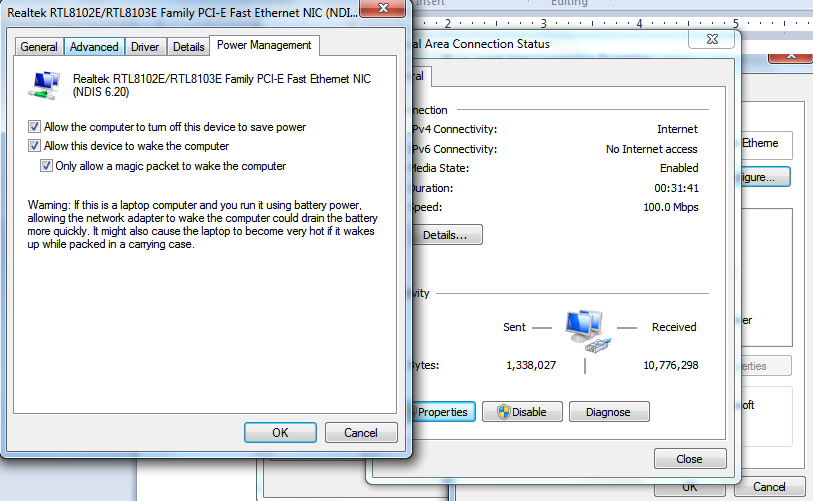 Insert
Editing
2
3
4
5
Realtek RTL8102E/RTL8103E Family PCI-E Fast Ethernet NIC (NDI...
General
Advanced
Driver
Details
Power Management
Realtek RTL8102E/RTL8103E Family PCI-E Fast Ethernet NIC
(NDIS 6.20)
Allow the computer to turn off this device to save power
Allow this device to wake the computer
Only allow a magic packet to wake the computer
Warning: If this is a laptop computer and you run it using battery power,
allowing the network adapter to wake the computer could drain the battery
more quickly. It might also cause the laptop to become very hot if it wakes
up while packed in a carrying case.
OK
Cancel
al Area Connection Status
ral
nection
Pv4 Connectivity: Internet
Pv6 Connectivity: No Internet access
Media State: Enabled
Duration: 00:31:41
Speed: 100.0 Mbps
Details...
vity
Sent
Received
Bytes: 1,338,027 10,776,298
Properties
Disable
Diagnose
Close
Etherne
igure...
er
erties
oft
OK
Cancel